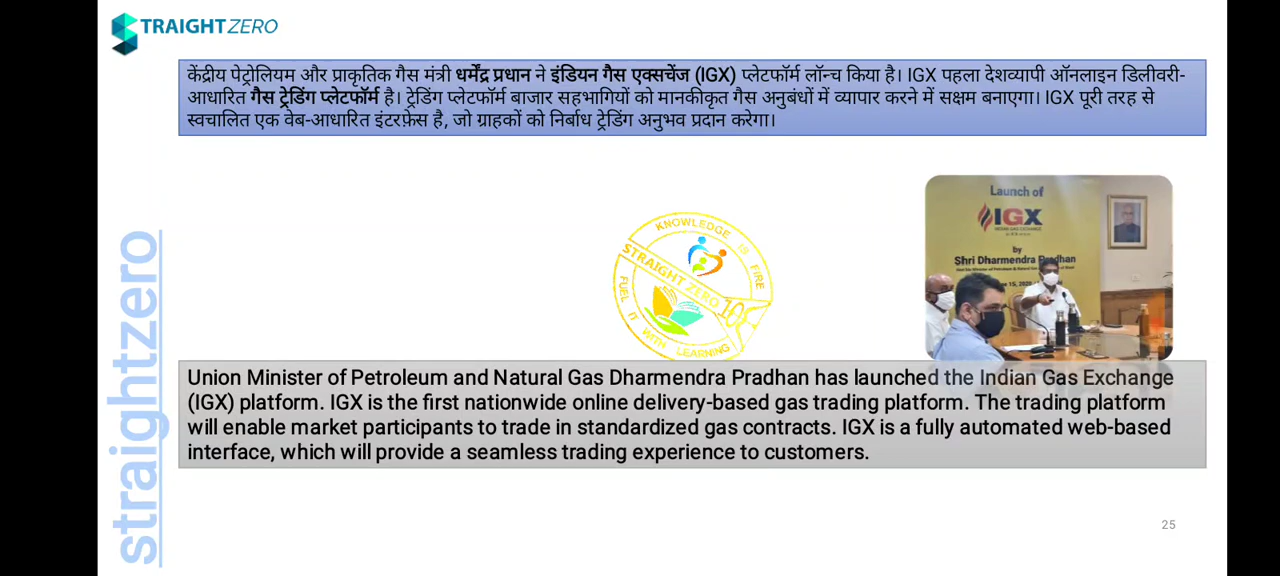 STRAIGHT ZERO
केंद्रीय पेट्रोलियम और प्राकृतिक गैस मंत्री धर्मेंद्र प्रधान ने इंडियन गैस एक्सचेंज (IGX) प्लेटफॉर्म लॉन्च किया है। IGX पहला देशव्यापी ऑनलाइन डिलीवरी-
आधारित गैस ट्रेडिंग प्लेटफॉर्म है। ट्रेडिंग प्लेटफॉर्म बाजार सहभागियों को मानकीकृत गैस अनुबंधों में व्यापार करने में सक्षम बनाएगा। IGX पूरी तरह से
स्वचालित एक वेब-आधारित इंटरफ़ेस है, जो ग्राहकों को निर्बाध ट्रेडिंग अनुभव प्रदान करेगा।
Launch of
IGX
INDIAN GAS EXCHANGE
by
Shri Dharmendra Pradhan
KNOWLEDGE IS FIRE
STRAIGHT ZERO
FUEL IT WITH LEARNING
straightzero
Union Minister of Petroleum and Natural Gas Dharmendra Pradhan has launched the Indian Gas Exchange
(IGX) platform. IGX is the first nationwide online delivery-based gas trading platform. The trading platform
will enable market participants to trade in standardized gas contracts. IGX is a fully automated web-based
interface, which will provide a seamless trading experience to customers.
25